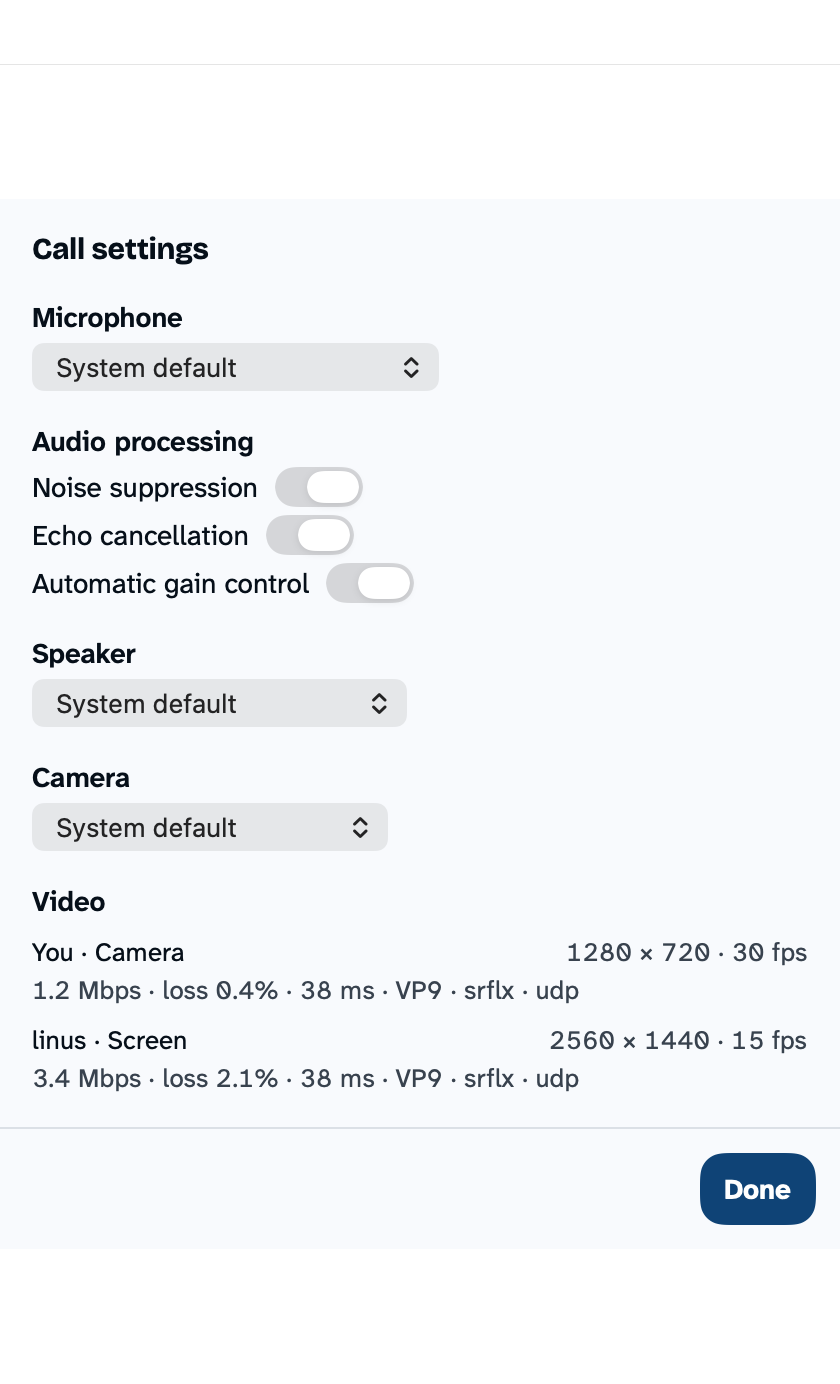 Call settings
Microphone
System default
Audio processing
Noise suppression
Echo cancellation
Automatic gain control
Speaker
System default
Camera
System default
Video
You · Camera 1280 × 720 · 30 fps
1.2 Mbps · loss 0.4% · 38 ms · VP9 · srflx · udp
linus · Screen 2560 × 1440 · 15 fps
3.4 Mbps · loss 2.1% · 38 ms · VP9 · srflx · udp
Done